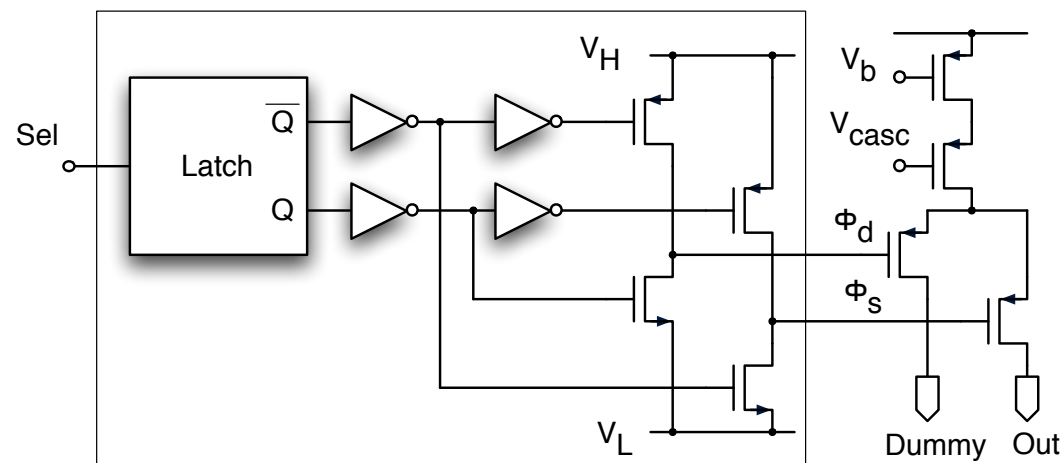 V_H
V_b
Q̅
Sel
V_casc
Latch
Q
Φ_d
Φ_s
V_L
Dummy
Out